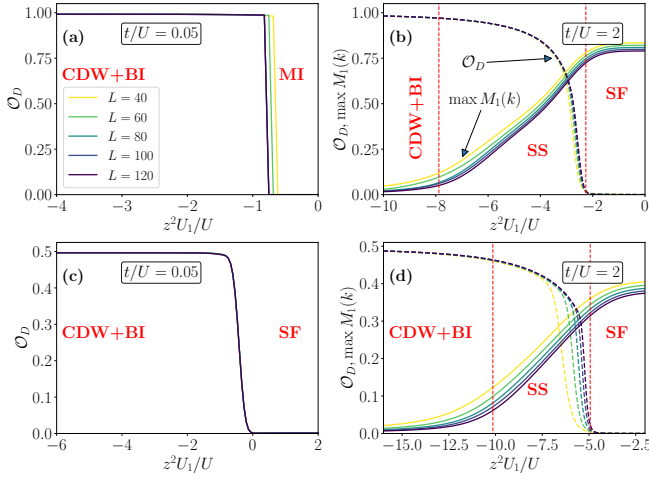 (a)
t/U = 0.05
CDW+BI
MI
L = 40
L = 60
L = 80
L = 100
L = 120
𝒪_D
1.00
0.75
0.50
0.25
0.00
−4 −3 −2 −1 0
z²U₁/U
(b)
t/U = 2
𝒪_D
max M₁(k)
CDW+BI
SS
SF
𝒪_D, max M₁(k)
1.00
0.75
0.50
0.25
0.00
−10 −8 −6 −4 −2 0
z²U₁/U
(c)
t/U = 0.05
CDW+BI
SF
𝒪_D
0.5
0.4
0.3
0.2
0.1
0.0
−6 −4 −2 0 2
z²U₁/U
(d)
t/U = 2
CDW+BI
SS
SF
𝒪_D, max M₁(k)
0.5
0.4
0.3
0.2
0.1
0.0
−15.0 −12.5 −10.0 −7.5 −5.0 −2.5
z²U₁/U